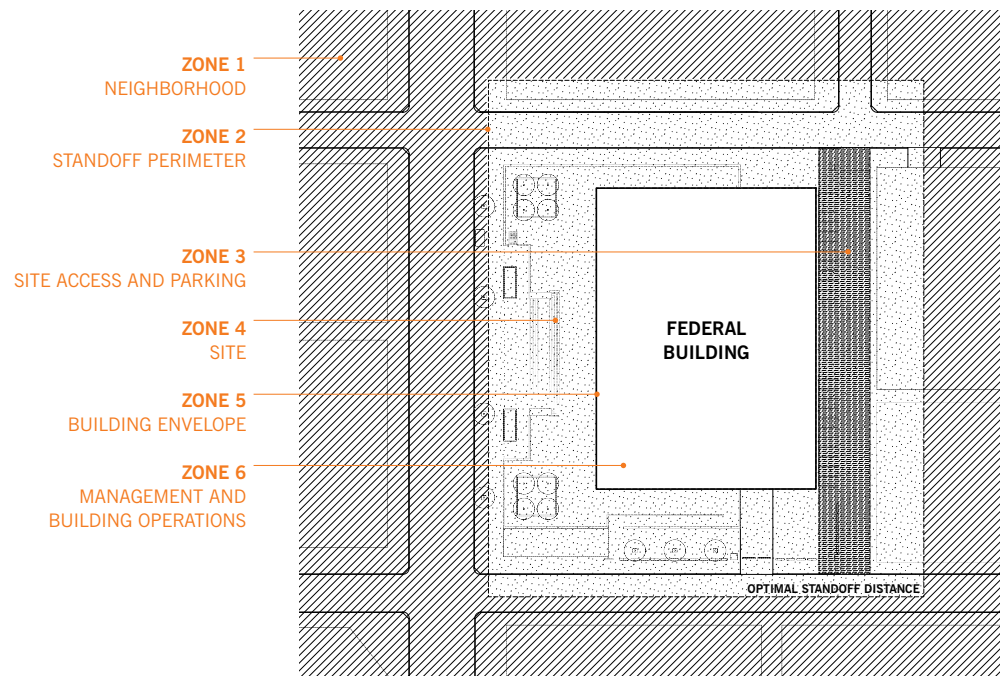 ZONE 1
NEIGHBORHOOD
ZONE 2
STANDOFF PERIMETER
ZONE 3
SITE ACCESS AND PARKING
ZONE 4
SITE
ZONE 5
BUILDING ENVELOPE
ZONE 6
MANAGEMENT AND
BUILDING OPERATIONS
FEDERAL
BUILDING
OPTIMAL STANDOFF DISTANCE